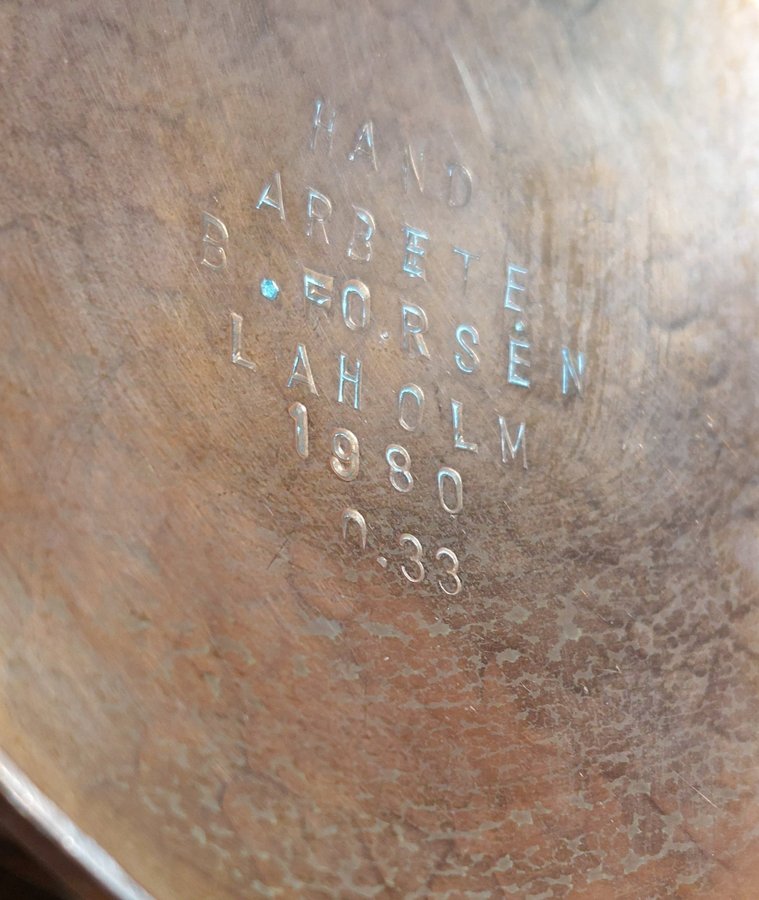 HAND
ARBETE
B.FORSÉN
LAHOLM
1980
0.33